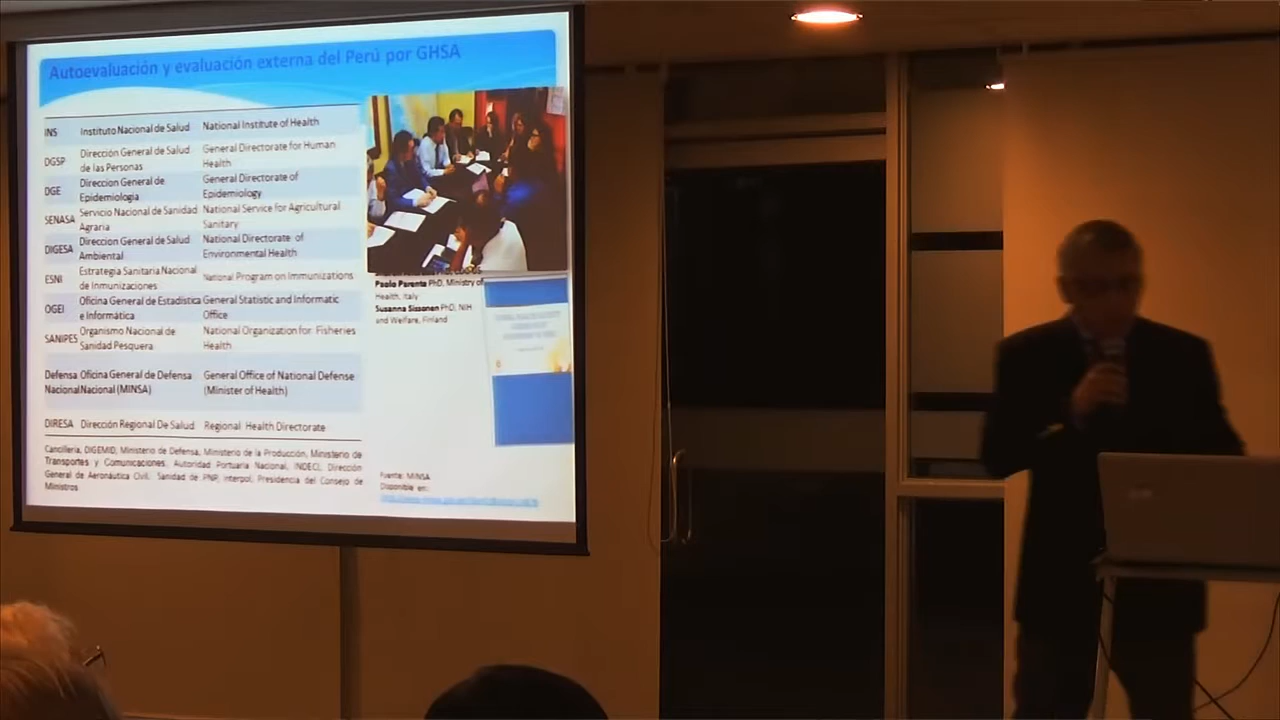 Autoevaluación y evaluación externa del Perú por GHSA
INS Instituto Nacional de Salud National Institute of Health
DGSP Dirección General de Salud de las Personas General Directorate for Human Health
DGE Direccion General de Epidemiologia General Directorate of Epidemiology
SENASA Servicio Nacional de Sanidad Agraria National Service for Agricultural Sanitary
DIGESA Direccion General de Salud Ambiental National Directorate of Environmental Health
ESNI Estrategia Sanitaria Nacional de Inmunizaciones National Program on Immunizations
OGEI Oficina General de Estadística e Informática General Statistic and Informatic Office
SANIPES Organismo Nacional de Sanidad Pesquera National Organization for Fisheries Health
Defensa Nacional Oficina General de Defensa Nacional (MINSA) General Office of National Defense (Minister of Health)
DIRESA Dirección Regional De Salud Regional Health Directorate
Cancillería, DIGEMID, Ministerio de Defensa, Ministerio de la Producción, Ministerio de
Transportes y Comunicaciones, Autoridad Portuaria Nacional, INDECI, Dirección
General de Aeronáutica Civil. Sanidad de PNP, Interpol, Presidencia del Consejo de
Ministros
Paolo Parenta PhD, Ministry of
Health, Italy
Susanna Sissonen PhD, NIH
and Welfare, Finland
Fuente: MINSA
Disponible en: